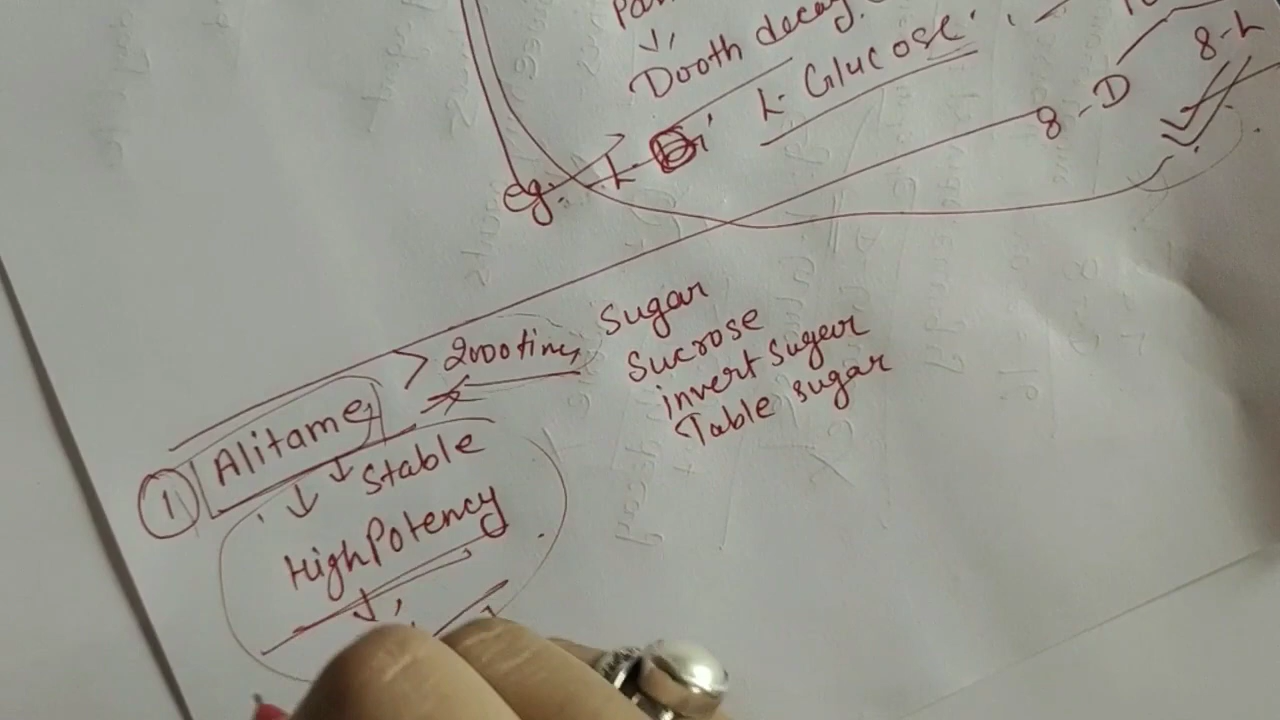 Dooth decay.
L. Glucose.
8-L
8-D
eg:- L-
> 2000 times Sugar
Sucrose
invert sugar
Table sugar
① Alitame
Stable
High Potency